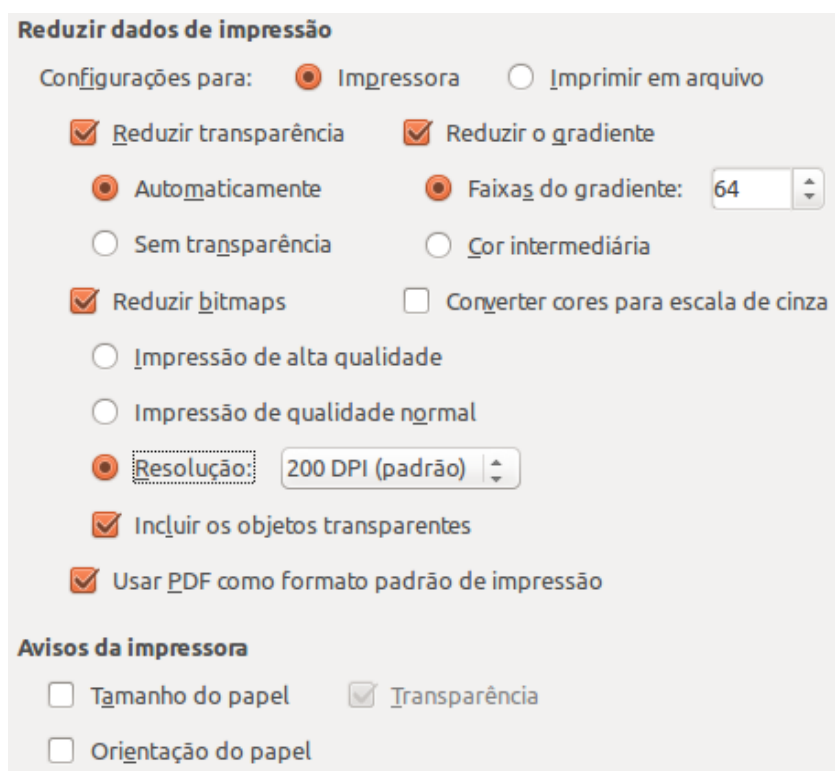 Reduzir dados de impressão
Configurações para: Impressora Imprimir em arquivo
Reduzir transparência Reduzir o gradiente
Automaticamente Faixas do gradiente: 64
Sem transparência Cor intermediária
Reduzir bitmaps Converter cores para escala de cinza
Impressão de alta qualidade
Impressão de qualidade normal
Resolução: 200 DPI (padrão)
Incluir os objetos transparentes
Usar PDF como formato padrão de impressão
Avisos da impressora
Tamanho do papel Transparência
Orientação do papel